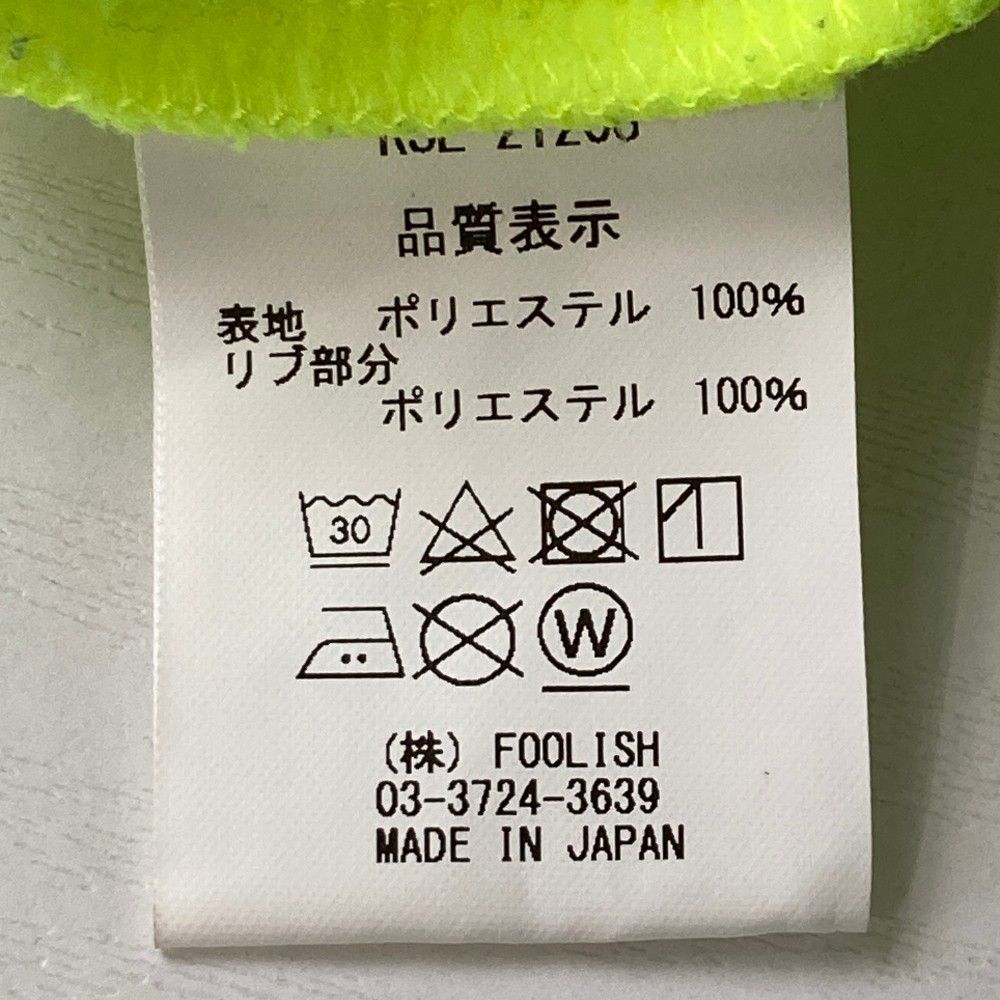 品質表示
表地 ポリエステル 100%
リブ部分
ポリエステル 100%
30
W
(株) FOOLISH
03-3724-3639
MADE IN JAPAN